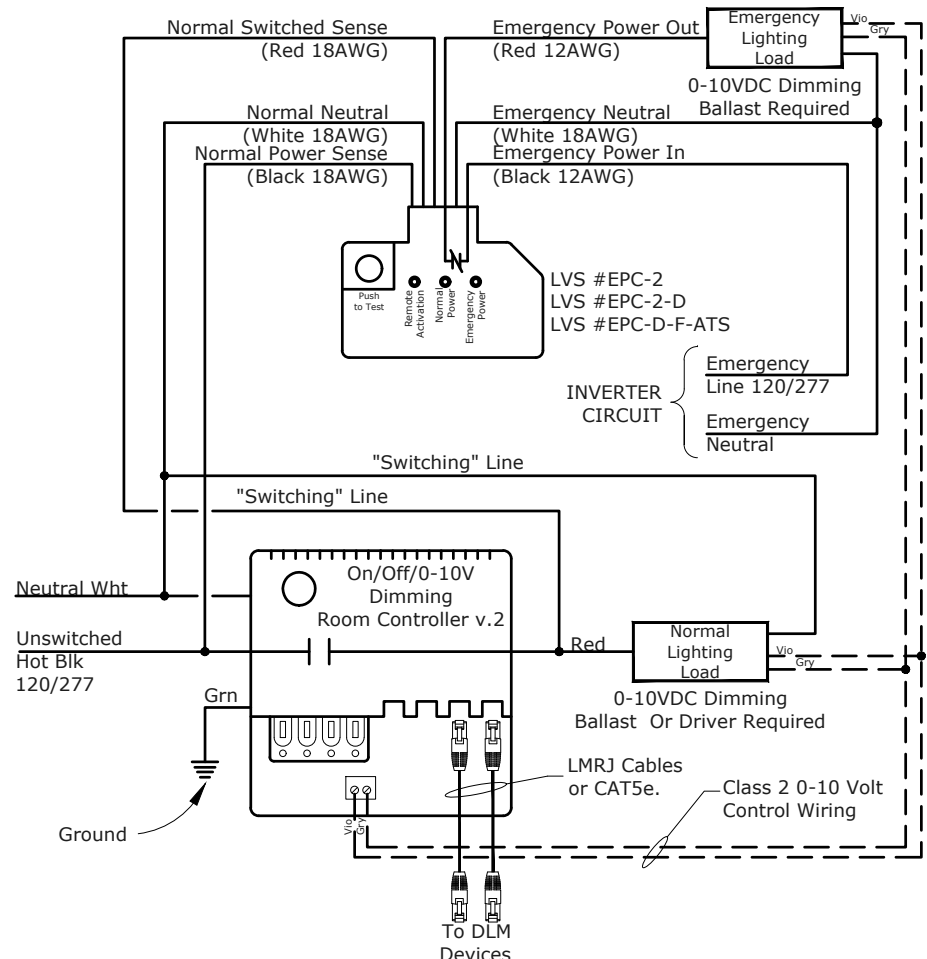 Normal Switched Sense
(Red 18AWG)
Emergency Power Out
(Red 12AWG)
Emergency
Lighting
Load
Vio
Gry
0-10VDC Dimming
Ballast Required
Normal Neutral
(White 18AWG)
Emergency Neutral
(White 18AWG)
Normal Power Sense
(Black 18AWG)
Emergency Power In
(Black 12AWG)
Push
to Test
Remote
Activation
Normal
Power
Emergency
Power
LVS #EPC-2
LVS #EPC-2-D
LVS #EPC-D-F-ATS
INVERTER
CIRCUIT
Emergency
Line 120/277
Emergency
Neutral
"Switching" Line
"Switching" Line
Neutral Wht
Unswitched
Hot Blk
120/277
On/Off/0-10V
Dimming
Room Controller v.2
Red
Normal
Lighting
Load
Vio
Gry
0-10VDC Dimming
Ballast Or Driver Required
Grn
Ground
LMRJ Cables
or CAT5e.
Class 2 0-10 Volt
Control Wiring
Vio
Gry
To DLM
Devices